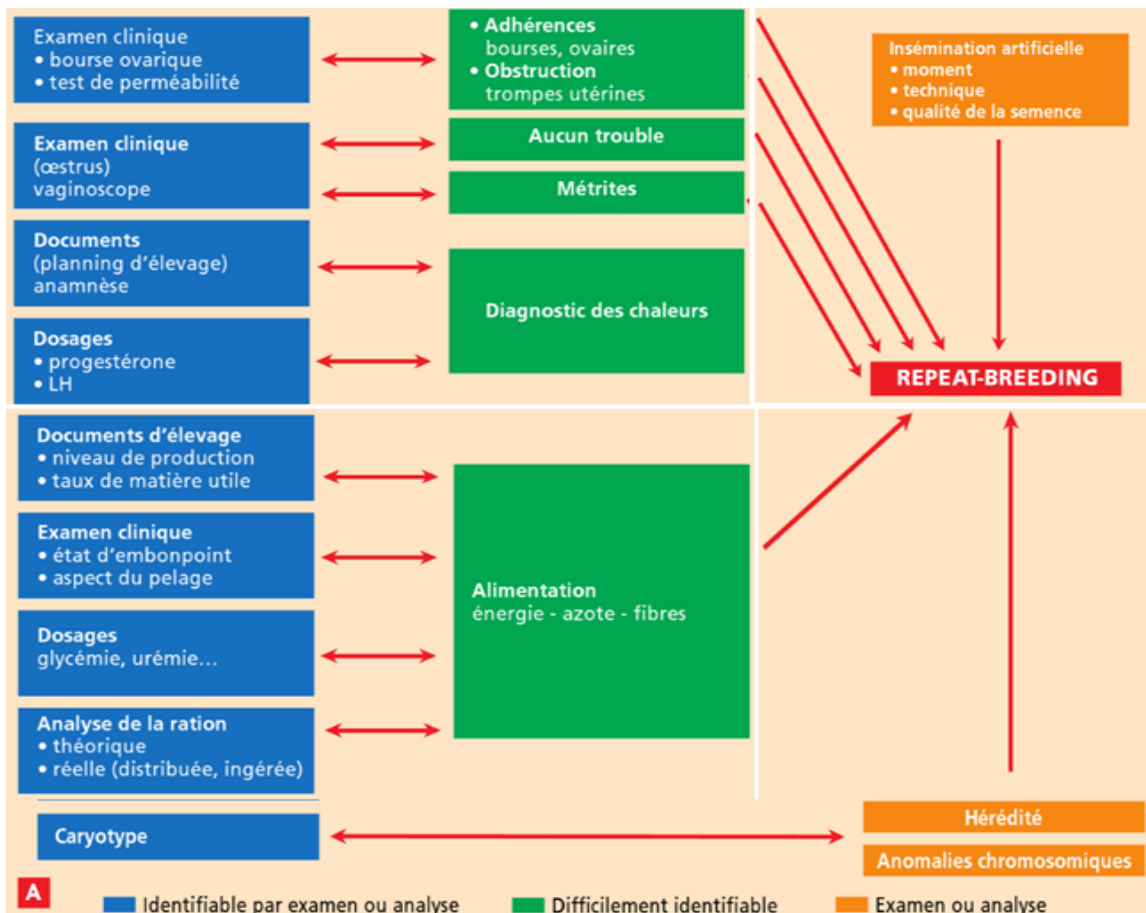 Examen clinique
• bourse ovarique
• test de perméabilité
• Adhérences
bourses, ovaires
• Obstruction
trompes utérines
Insémination artificielle
• moment
• technique
• qualité de la semence
Examen clinique
(œstrus)
vaginoscope
Aucun trouble
Métrites
Documents
(planning d’élevage)
anamnèse
Diagnostic des chaleurs
Dosages
• progestérone
• LH
REPEAT-BREEDING
Documents d’élevage
• niveau de production
• taux de matière utile
Examen clinique
• état d’embonpoint
• aspect du pelage
Alimentation
énergie - azote - fibres
Dosages
glycémie, urémie...
Analyse de la ration
• théorique
• réelle (distribuée, ingérée)
Caryotype
Hérédité
Anomalies chromosomiques
A
Identifiable par examen ou analyse
Difficilement identifiable
Examen ou analyse